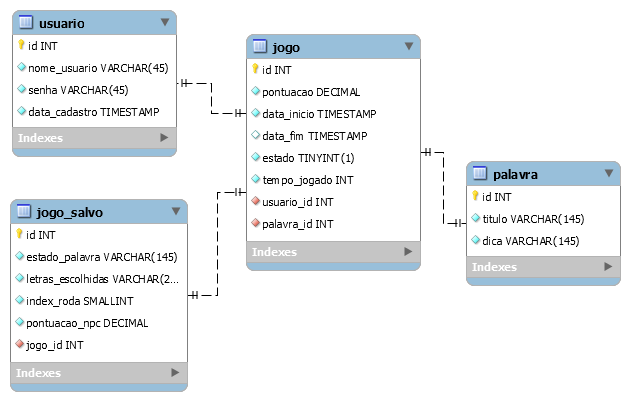 usuario
id INT
nome_usuario VARCHAR(45)
senha VARCHAR(45)
data_cadastro TIMESTAMP
Indexes
jogo
id INT
pontuacao DECIMAL
data_inicio TIMESTAMP
data_fim TIMESTAMP
estado TINYINT(1)
tempo_jogado INT
usuario_id INT
palavra_id INT
Indexes
palavra
id INT
titulo VARCHAR(145)
dica VARCHAR(145)
Indexes
jogo_salvo
id INT
estado_palavra VARCHAR(145)
letras_escolhidas VARCHAR(2...
index_roda SMALLINT
pontuacao_npc DECIMAL
jogo_id INT
Indexes